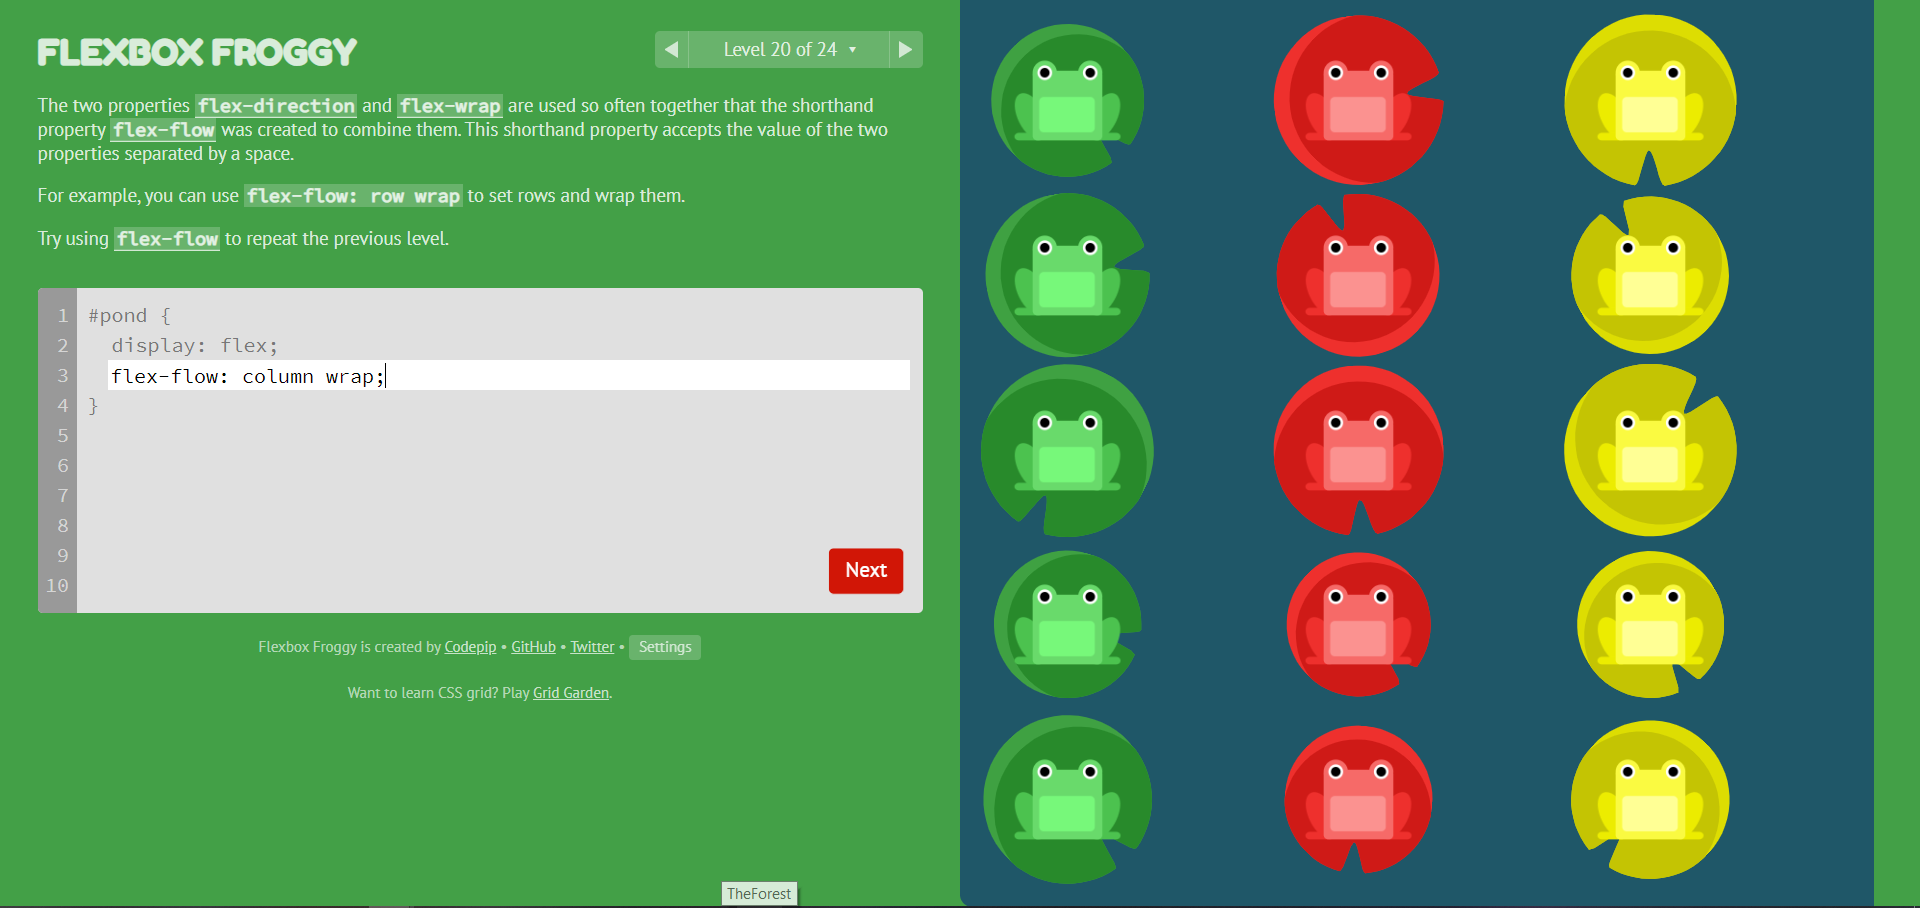 FLEXBOX FROGGY
Level 20 of 24
The two properties flex-direction and flex-wrap are used so often together that the shorthand
property flex-flow was created to combine them. This shorthand property accepts the value of the two
properties separated by a space.
For example, you can use flex-flow: row wrap to set rows and wrap them.
Try using flex-flow to repeat the previous level.
1 #pond {
2 display: flex;
3 flex-flow: column wrap;
4 }
5
6
7
8
9
10
Next
Flexbox Froggy is created by Codepip • GitHub • Twitter • Settings
Want to learn CSS grid? Play Grid Garden.
TheForest